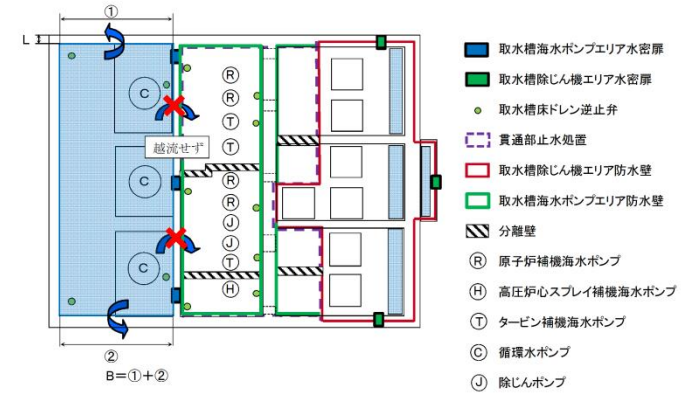 ①
L
Ⓒ
Ⓒ
Ⓒ
越流せず
Ⓡ
Ⓡ
Ⓣ
Ⓣ
Ⓡ
Ⓡ
Ⓙ
Ⓙ
Ⓣ
Ⓗ
②
B=①+②
取水槽海水ポンプエリア水密扉
取水槽除じん機エリア水密扉
取水槽床ドレン逆止弁
貫通部止水処置
取水槽除じん機エリア防水壁
取水槽海水ポンプエリア防水壁
分離壁
Ⓡ 原子炉補機海水ポンプ
Ⓗ 高圧炉心スプレイ補機海水ポンプ
Ⓣ タービン補機海水ポンプ
Ⓒ 循環水ポンプ
Ⓙ 除じんポンプ